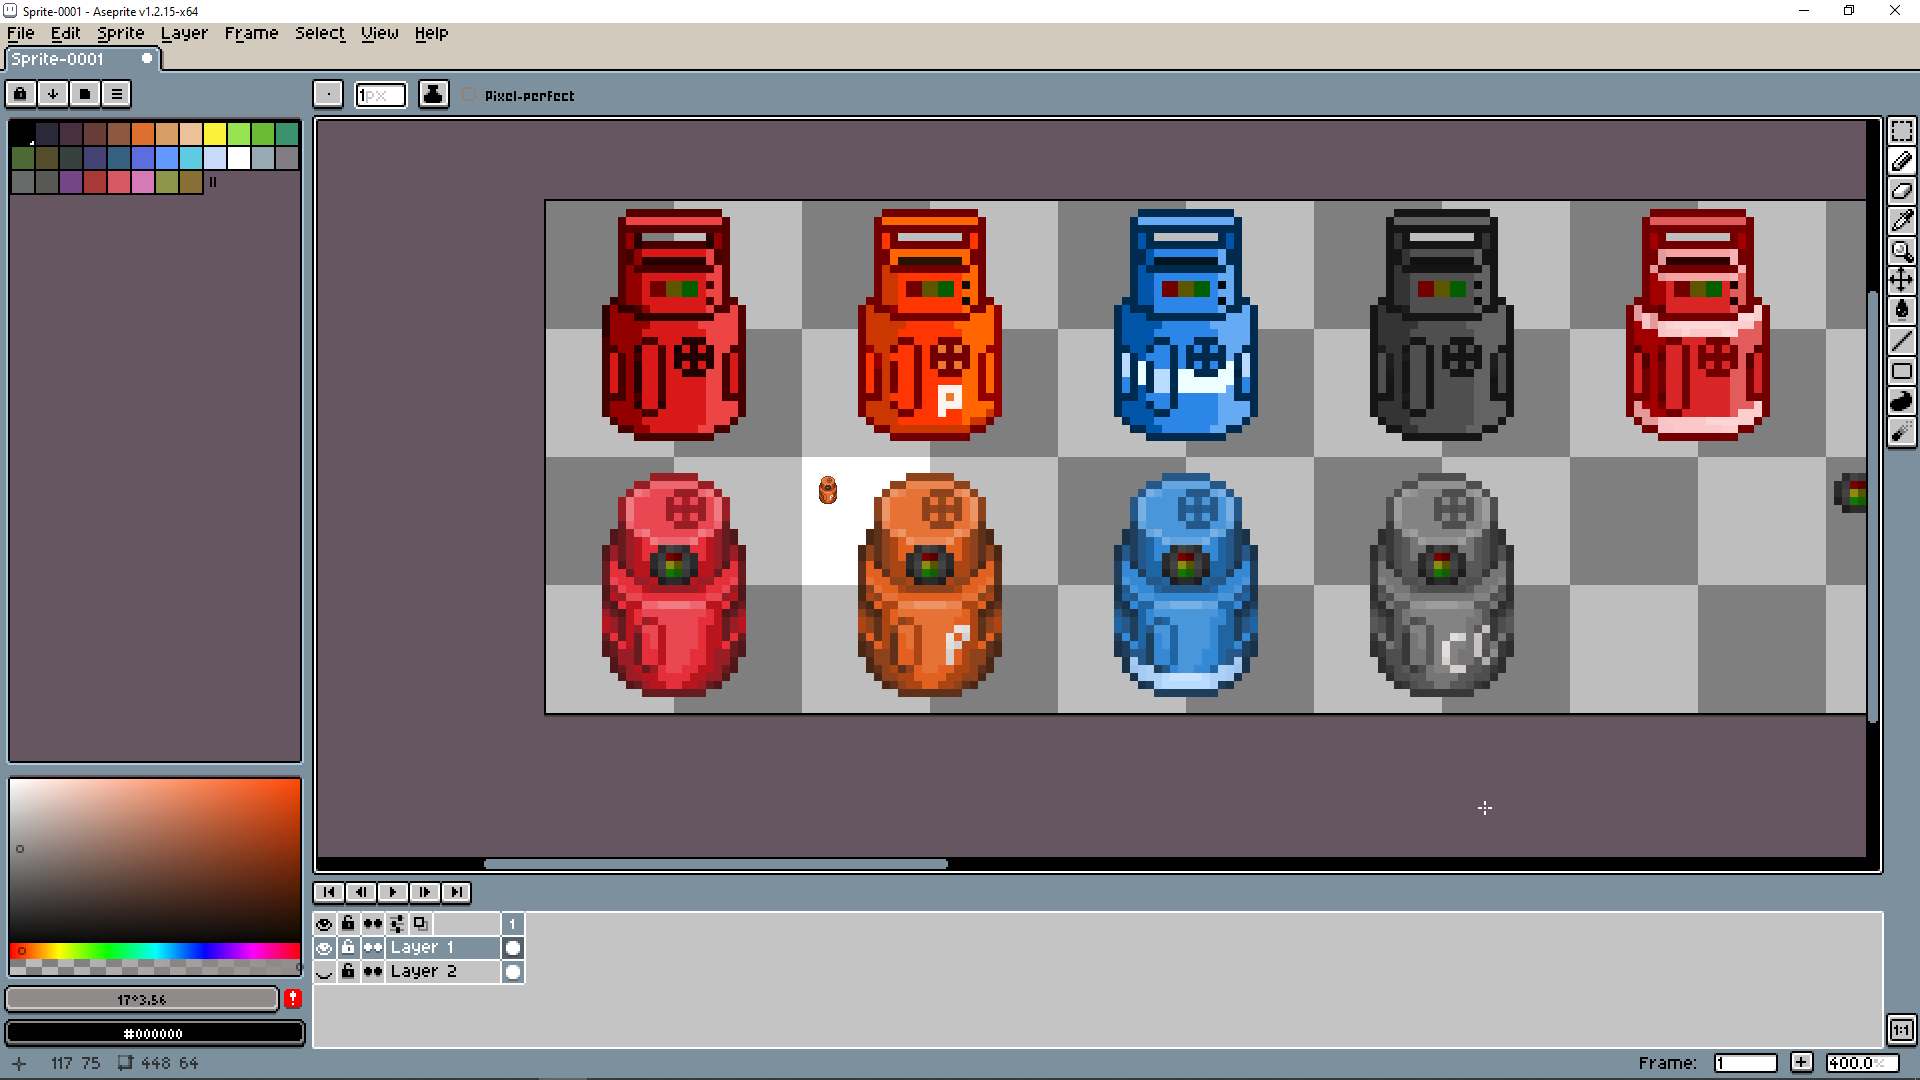 Sprite-0001 - Aseprite v1.2.15-x64
File Edit Sprite Layer Frame Select View Help
Sprite-0001
1px Pixel-perfect
P
P
1
Layer 1
Layer 2
17°3.56
#000000
1:1
117 75 448 64 Frame: 1 + 400.0%